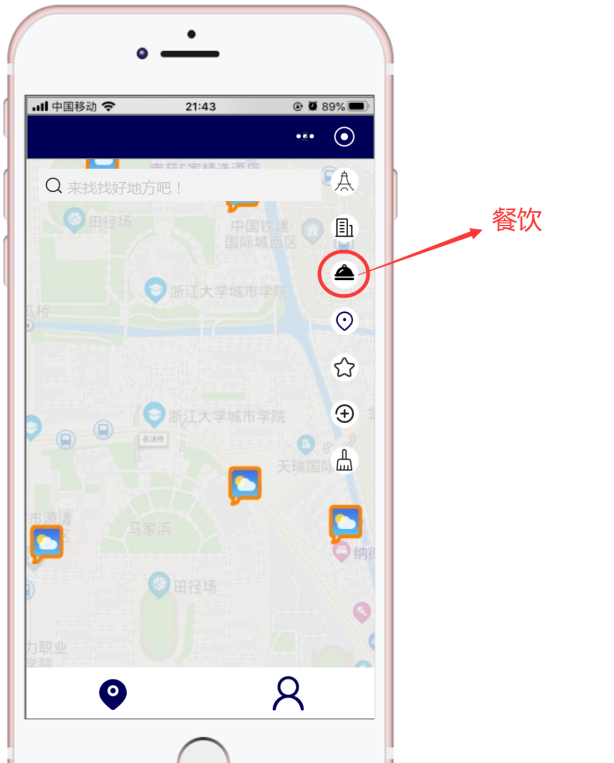 中国移动
21:43
89%
来找找好地方吧！
田径场
中国铁建·
国际城西区
餐饮
浙江大学城市学院
浙江大学城市学院
天瑞国际
马家浜
田径场
力职业
学院